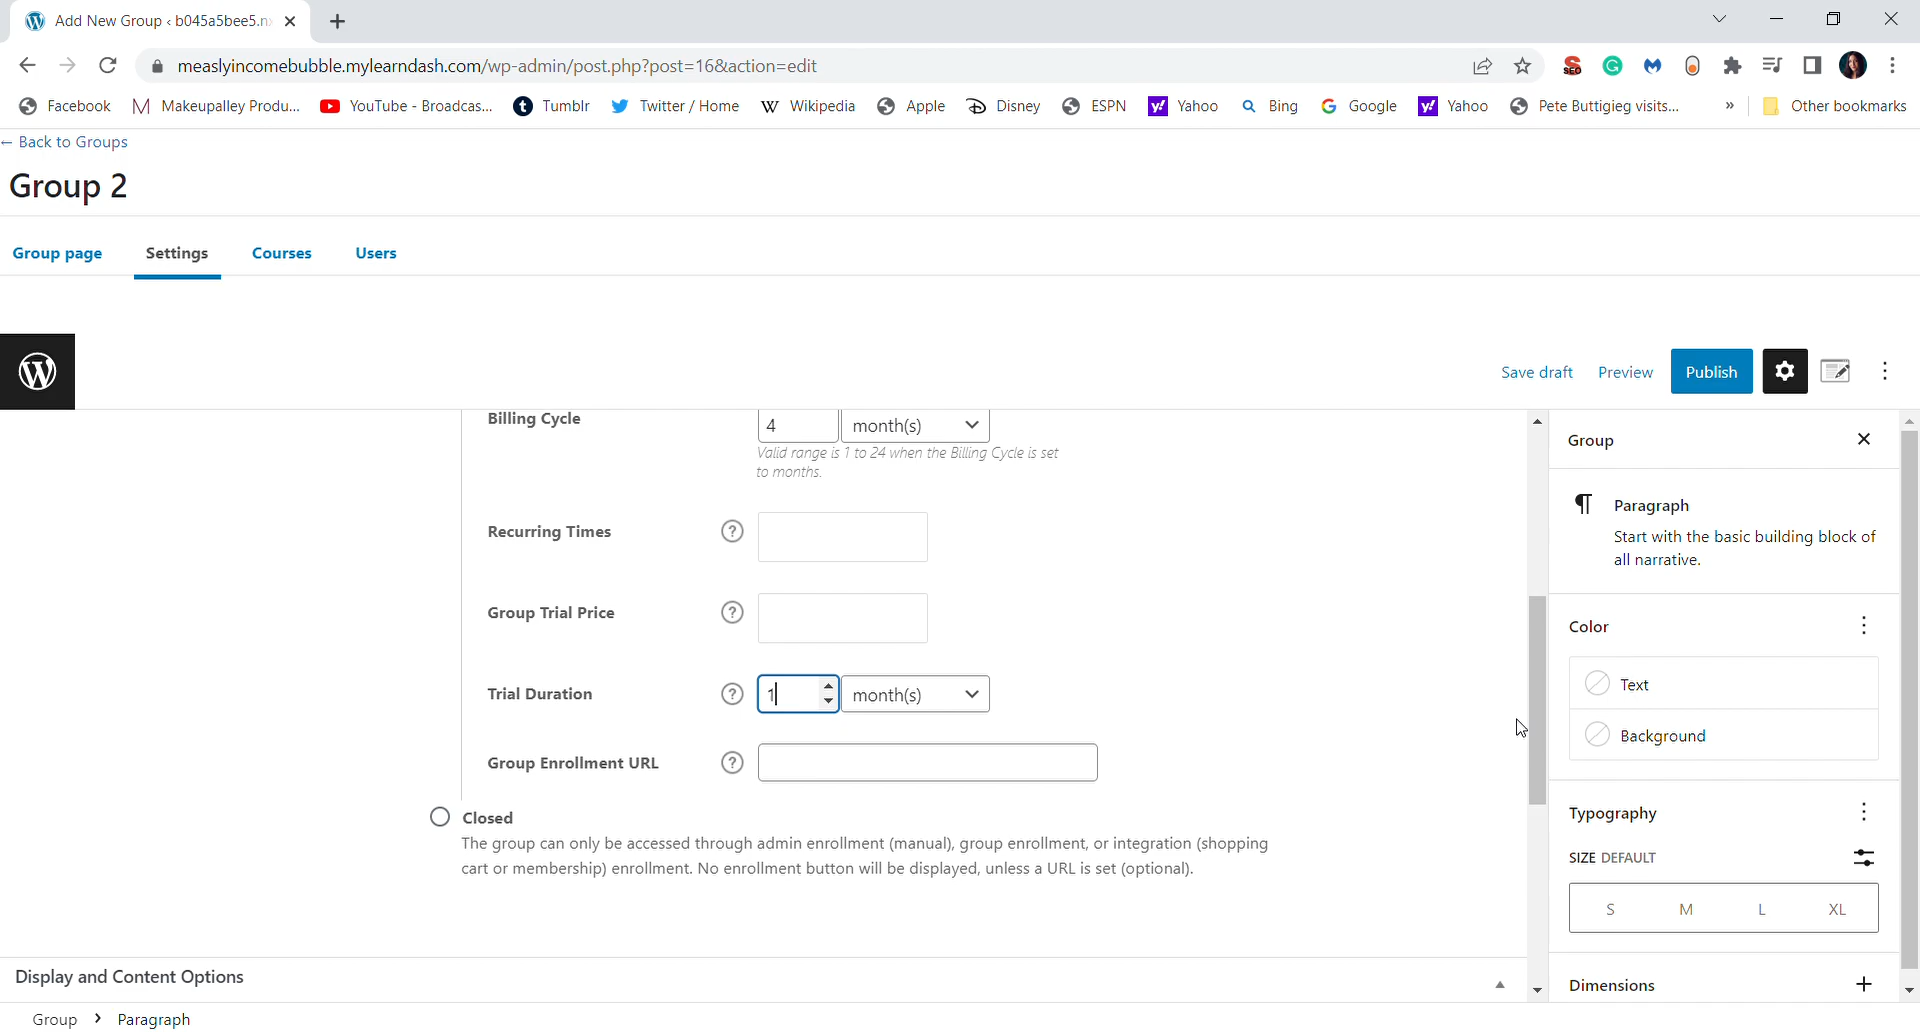 Add New Group ‹ b045a5bee5.nx
measlyincomebubble.mylearndash.com/wp-admin/post.php?post=16&action=edit
SEO
Facebook
Makeupalley Produ...
YouTube - Broadcas...
Tumblr
Twitter / Home
Wikipedia
Apple
Disney
ESPN
Yahoo
Bing
Google
Yahoo
Pete Buttigieg visits...
»
Other bookmarks
← Back to Groups
Group 2
Group page
Settings
Courses
Users
Save draft
Preview
Publish
Billing Cycle
4
month(s)
Valid range is 1 to 24 when the Billing Cycle is set
to months.
Recurring Times
Group Trial Price
Trial Duration
1
month(s)
Group Enrollment URL
Closed
The group can only be accessed through admin enrollment (manual), group enrollment, or integration (shopping
cart or membership) enrollment. No enrollment button will be displayed, unless a URL is set (optional).
Display and Content Options
Group
Paragraph
Start with the basic building block of
all narrative.
Color
Text
Background
Typography
SIZE DEFAULT
S M L XL
Dimensions
Group › Paragraph